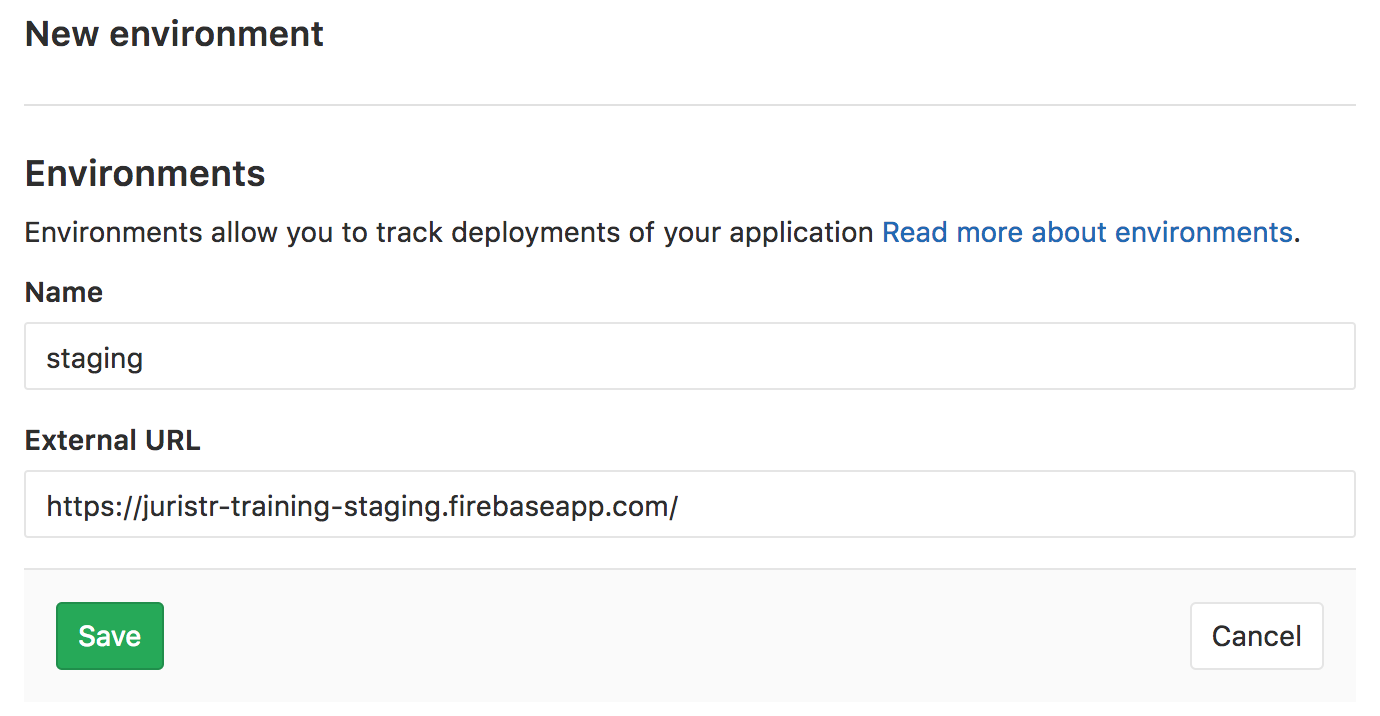 New environment
Environments
Environments allow you to track deployments of your application Read more about environments.
Name
staging
External URL
https://juristr-training-staging.firebaseapp.com/
Save
Cancel